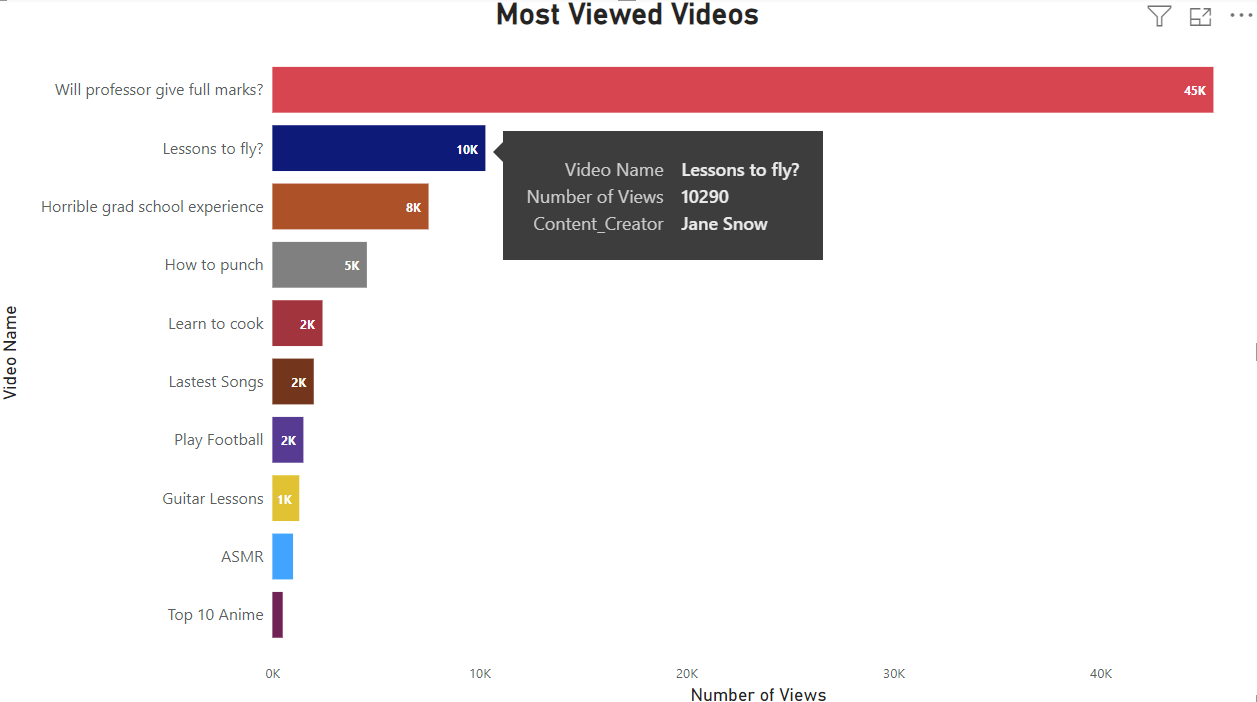 Most Viewed Videos
Will professor give full marks?
45K
Lessons to fly?
10K
Video Name Lessons to fly?
Number of Views 10290
Content_Creator Jane Snow
Horrible grad school experience
8K
How to punch
5K
Learn to cook
2K
Lastest Songs
2K
Play Football
2K
Guitar Lessons
1K
ASMR
Top 10 Anime
Video Name
0K 10K 20K 30K 40K
Number of Views